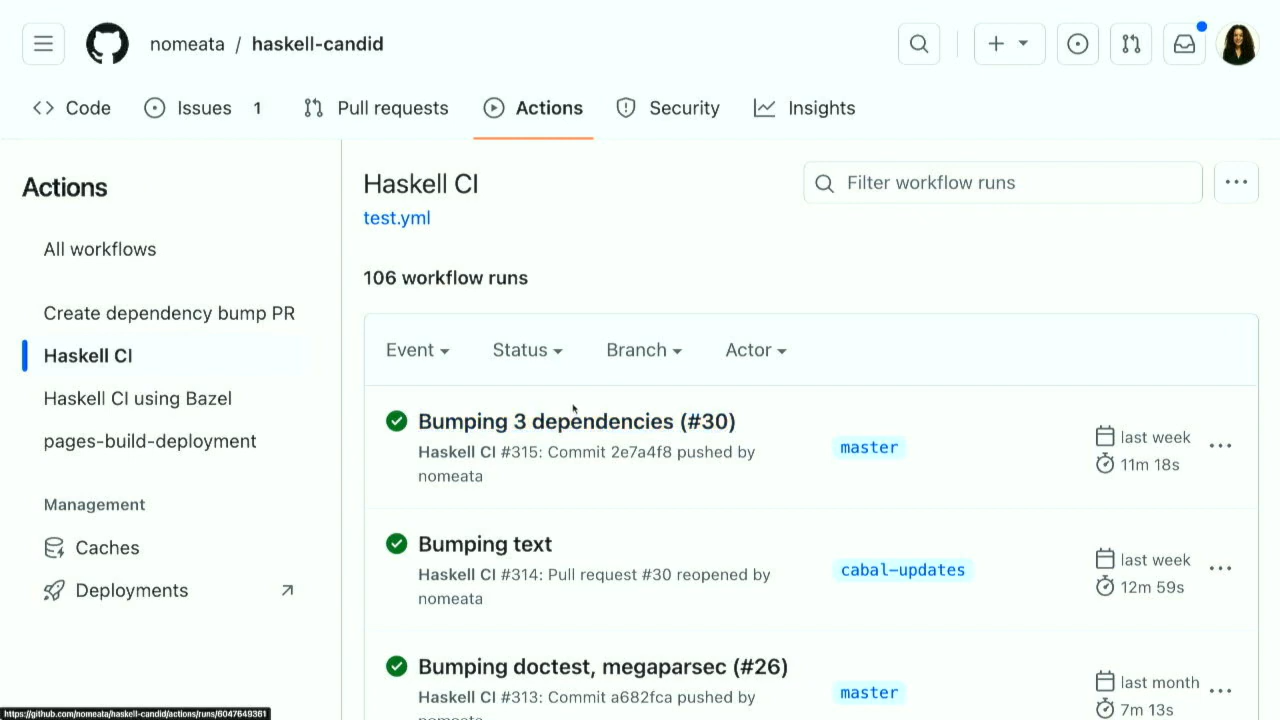 nomeata / haskell-candid
Code Issues 1 Pull requests Actions Security Insights
Actions
All workflows
Create dependency bump PR
Haskell CI
Haskell CI using Bazel
pages-build-deployment
Management
Caches
Deployments
Haskell CI
test.yml
Filter workflow runs
106 workflow runs
Event Status Branch Actor
Bumping 3 dependencies (#30)
Haskell CI #315: Commit 2e7a4f8 pushed by
nomeata
master
last week
11m 18s
Bumping text
Haskell CI #314: Pull request #30 reopened by
nomeata
cabal-updates
last week
12m 59s
Bumping doctest, megaparsec (#26)
Haskell CI #313: Commit a682fca pushed by
nomeata
master
last month
7m 13s
https://github.com/nomeata/haskell-candid/actions/runs/6047649361